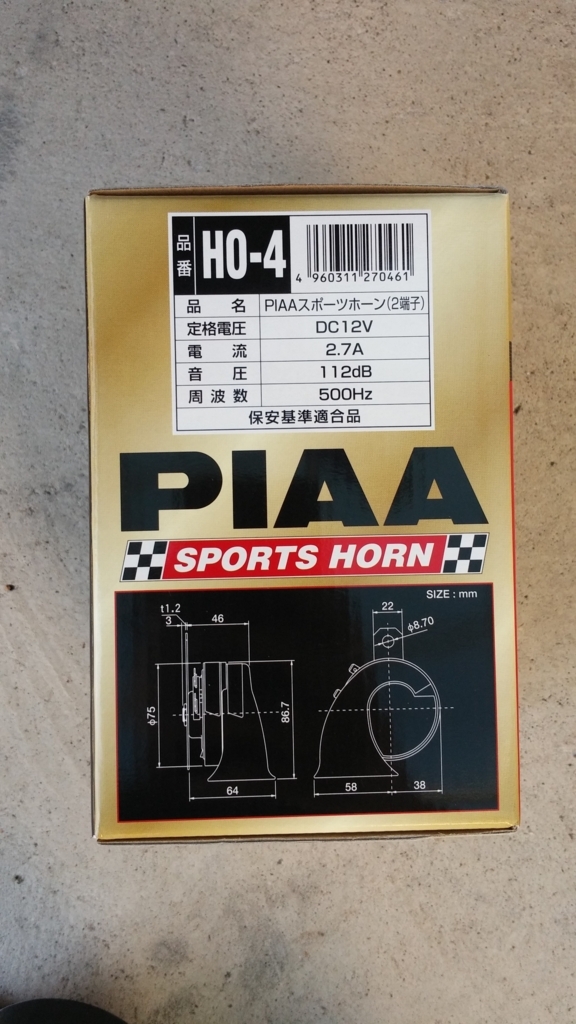 品番 HO-4
4 960311 270461
品名 PIAAスポーツホーン(2端子)
定格電圧 DC12V
電流 2.7A
音圧 112dB
周波数 500Hz
保安基準適合品
PIAA
SPORTS HORN
SIZE : mm
t1.2
3
46
22
φ8.70
φ75
86.7
64
58
38